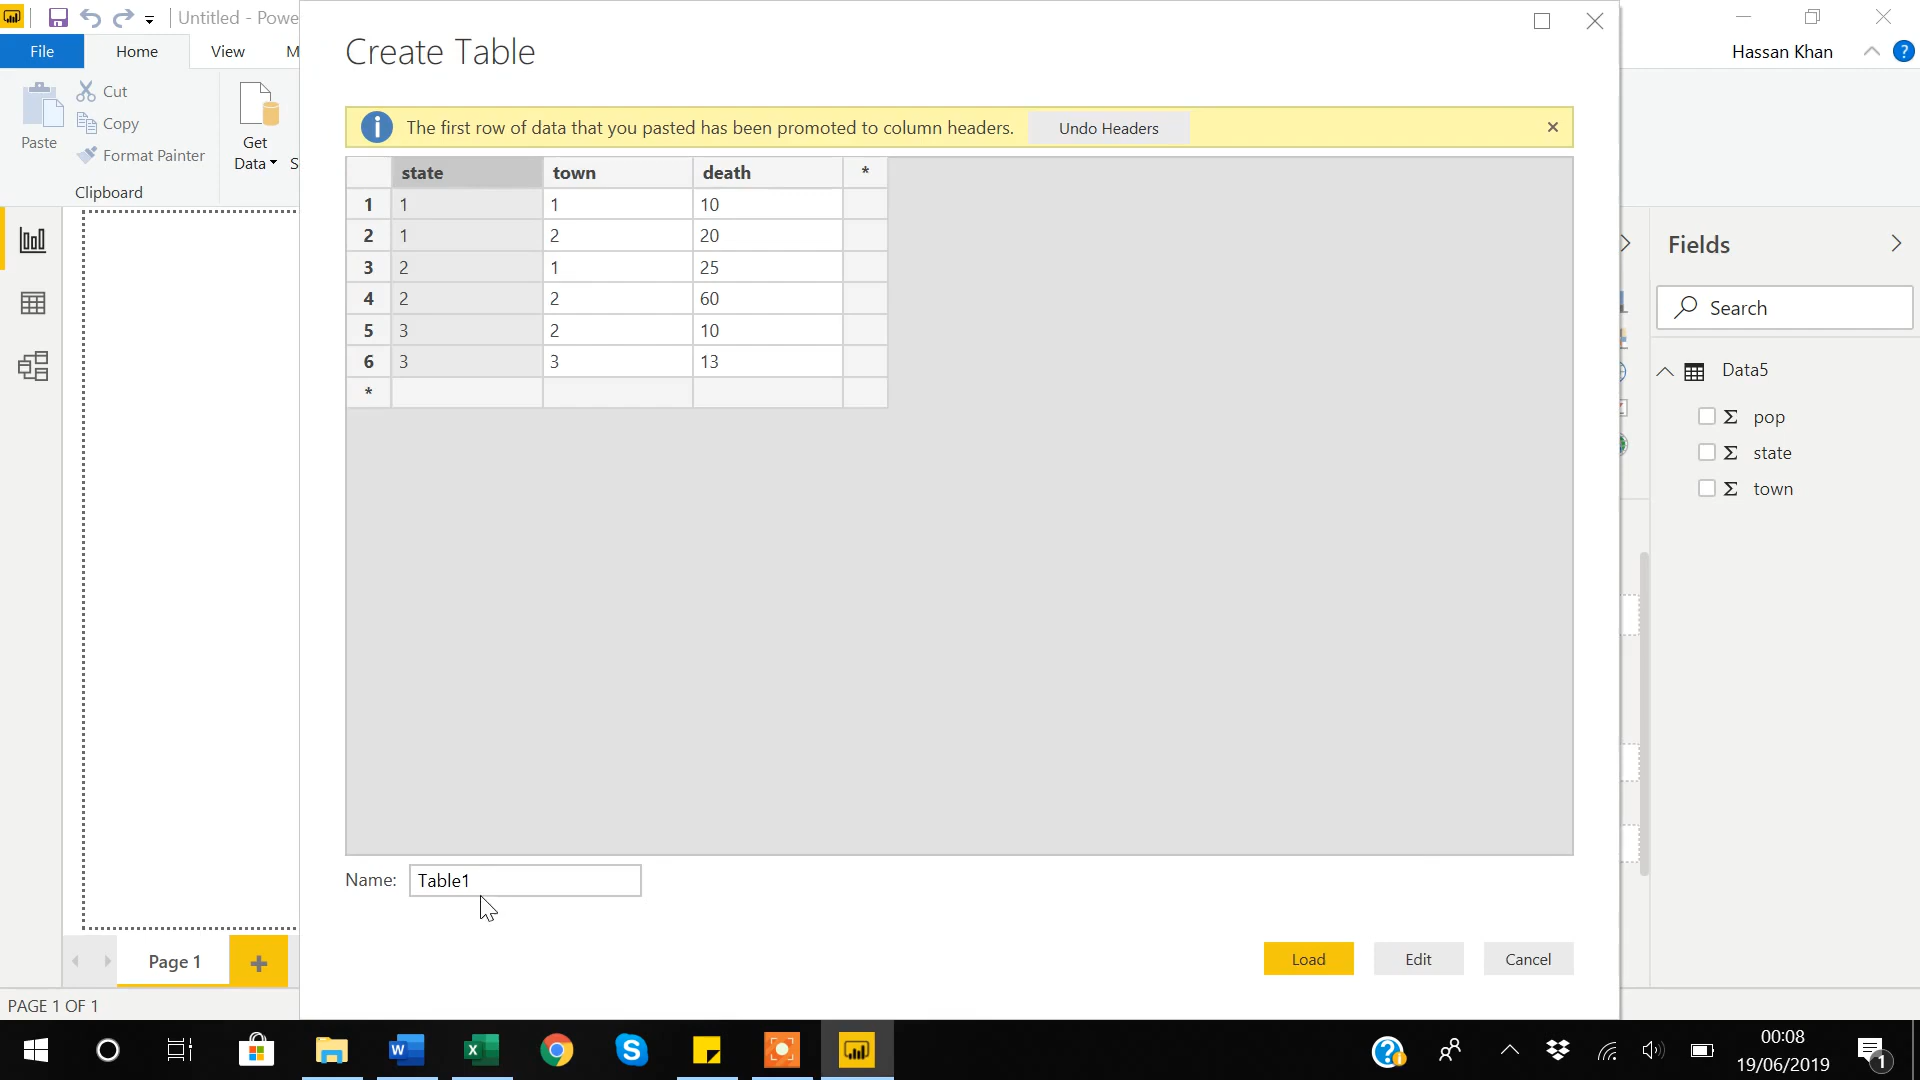 Untitled - Powe
File
Home
View
M
Hassan Khan
?
Paste
Cut
Copy
Format Painter
Clipboard
Get
Data
S
Create Table
The first row of data that you pasted has been promoted to column headers.
Undo Headers
state town death *
1 1 1 10
2 1 2 20
3 2 1 25
4 2 2 60
5 3 2 10
6 3 3 13
*
Name: Table1
Load
Edit
Cancel
Fields
Search
Data5
Σ pop
Σ state
Σ town
Page 1
+
PAGE 1 OF 1
00:08
19/06/2019
1